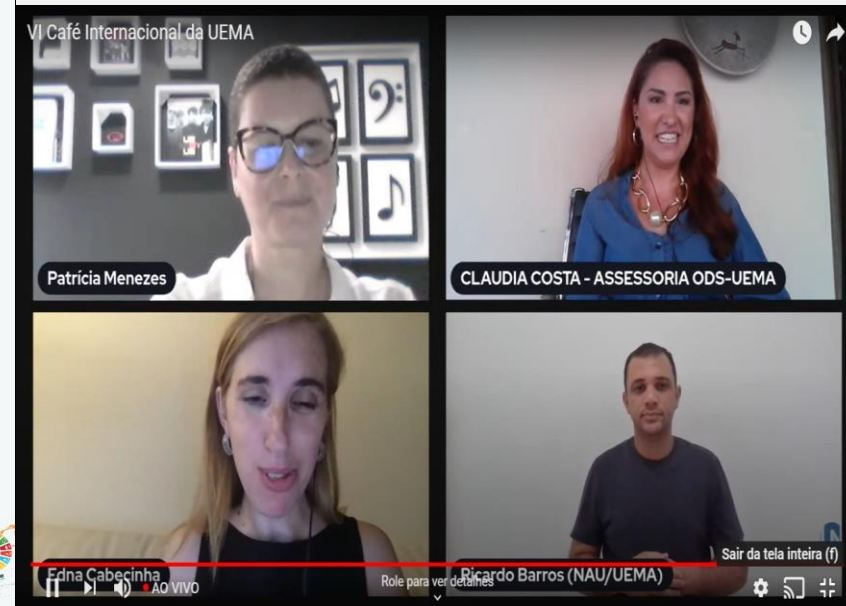 VI Café Internacional da UEMA
Patrícia Menezes
CLAUDIA COSTA - ASSESSORIA ODS-UEMA
Sair da tela inteira (f)
Edna Cabecinha
Ricardo Barros (NAU/UEMA)
AO VIVO
Role para ver detalhes